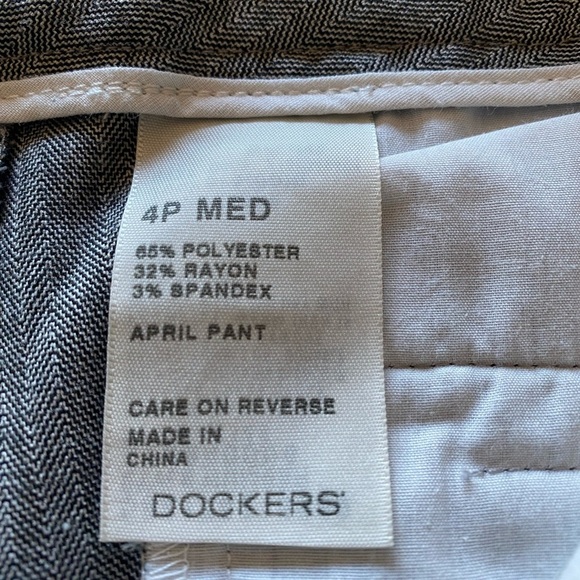 4P MED
65% POLYESTER
32% RAYON
3% SPANDEX
APRIL PANT
CARE ON REVERSE
MADE IN
CHINA
DOCKERS®